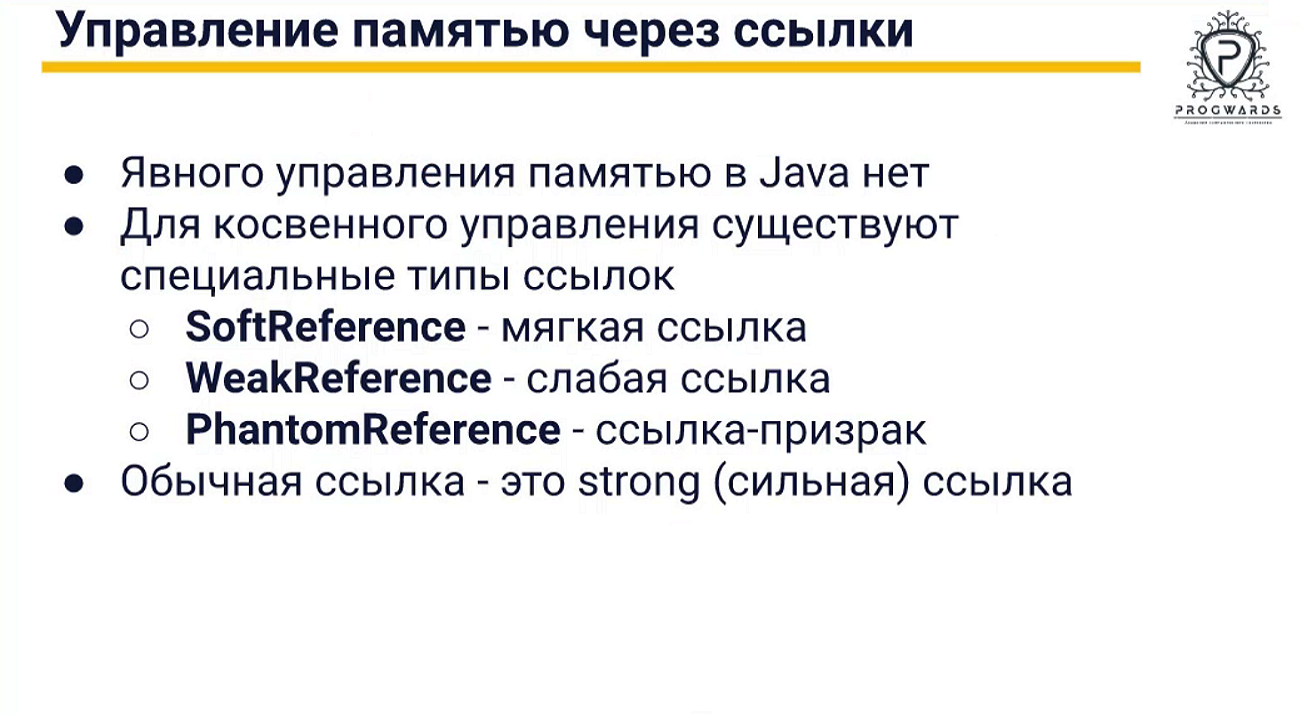 Управление памятью через ссылки
PROGWARDS
● Явного управления памятью в Java нет
● Для косвенного управления существуют
специальные типы ссылок
○ SoftReference - мягкая ссылка
○ WeakReference - слабая ссылка
○ PhantomReference - ссылка-призрак
● Обычная ссылка - это strong (сильная) ссылка